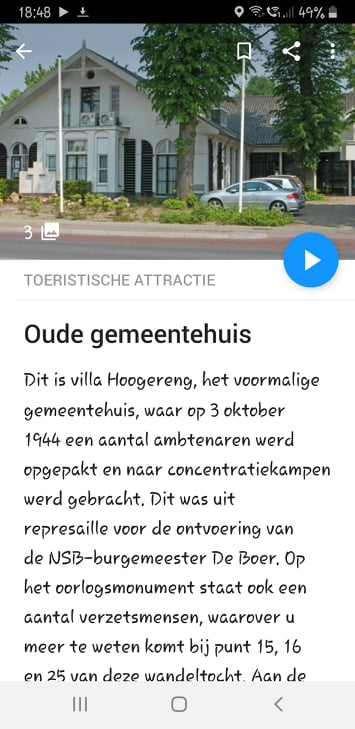 18:48
49%
3
TOERISTISCHE ATTRACTIE
Oude gemeentehuis
Dit is villa Hoogereng, het voormalige
gemeentehuis, waar op 3 oktober
1944 een aantal ambtenaren werd
opgepakt en naar concentratiekampen
werd gebracht. Dit was uit
represaille voor de ontvoering van
de NSB-burgemeester De Boer. Op
het oorlogsmonument staat ook een
aantal verzetsmensen, waarover u
meer te weten komt bij punt 15, 16
en 25 van deze wandeltocht. Aan de